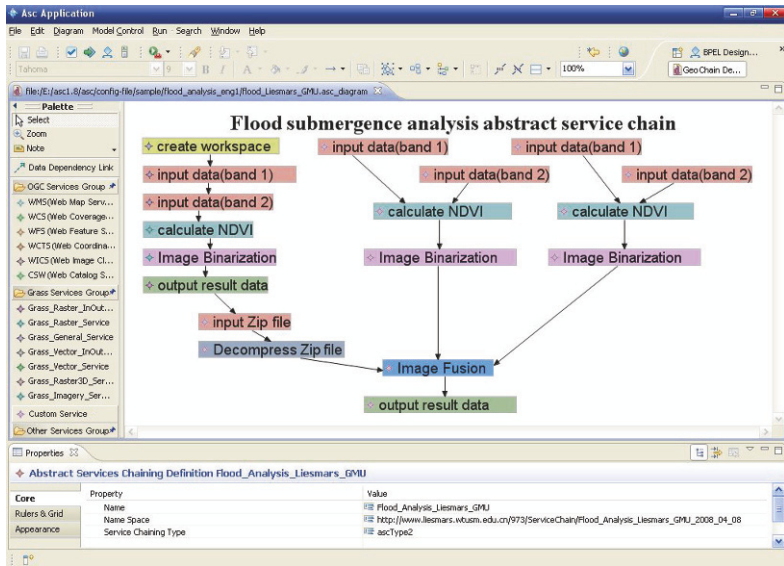 Asc Application
File Edit Diagram Model Control Run Search Window Help
BPEL Design...
Tahoma 9 B I A 100% GeoChain De...
file:/E:/asc1.8/asc/config-file/sample/flood_analysis_eng1/flood_Liesmars_GMU.asc_diagram
Palette
Select
Zoom
Note
Data Dependency Link
OGC Services Group
WMS(Web Map Serv...
WCS(Web Coverage...
WFS(Web Feature S...
WCTS(Web Coordina...
WICS(Web Image Cl...
CSW(Web Catalog S...
Grass Services Group
Grass_Raster_InOut...
Grass_Raster_Service
Grass_General_Service
Grass_Vector_InOut...
Grass_Vector_Service
Grass_Raster3D_Ser...
Grass_Imagery_Ser...
Custom Service
Other Services Group
Flood submergence analysis abstract service chain
create workspace
input data(band 1)
input data(band 2)
calculate NDVI
Image Binarization
output result data
input Zip file
Decompress Zip file
input data(band 1)
input data(band 2)
calculate NDVI
Image Binarization
input data(band 1)
input data(band 2)
calculate NDVI
Image Binarization
Image Fusion
output result data
Properties
Abstract Services Chaining Definition Flood_Analysis_Liesmars_GMU
Core
Rulers & Grid
Appearance
Property Value
Name Flood_Analysis_Liesmars_GMU
Name Space http://www.liesmars.wtusm.edu.cn/973/ServiceChain/Flood_Analysis_Liesmars_GMU_2008_04_08
Service Chaining Type ascType2